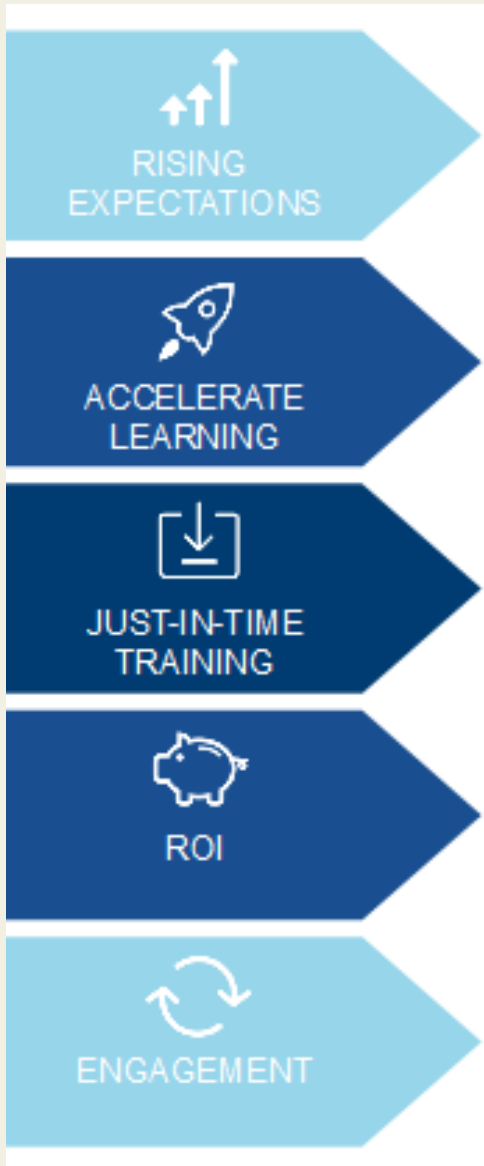 RISING
EXPECTATIONS
ACCELERATE
LEARNING
JUST-IN-TIME
TRAINING
ROI
ENGAGEMENT